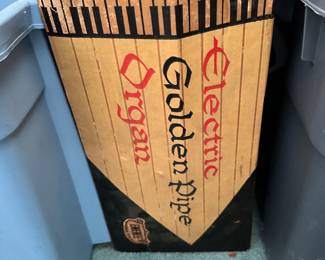 Electric
Golden Pipe
Organ